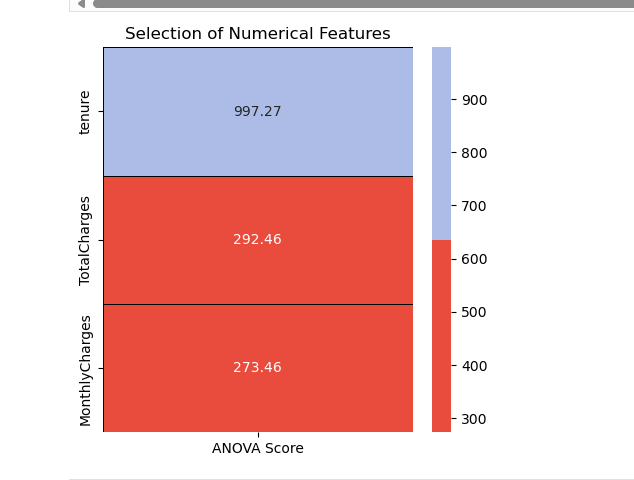 Selection of Numerical Features
tenure
997.27
TotalCharges
292.46
MonthlyCharges
273.46
ANOVA Score
900
800
700
600
500
400
300